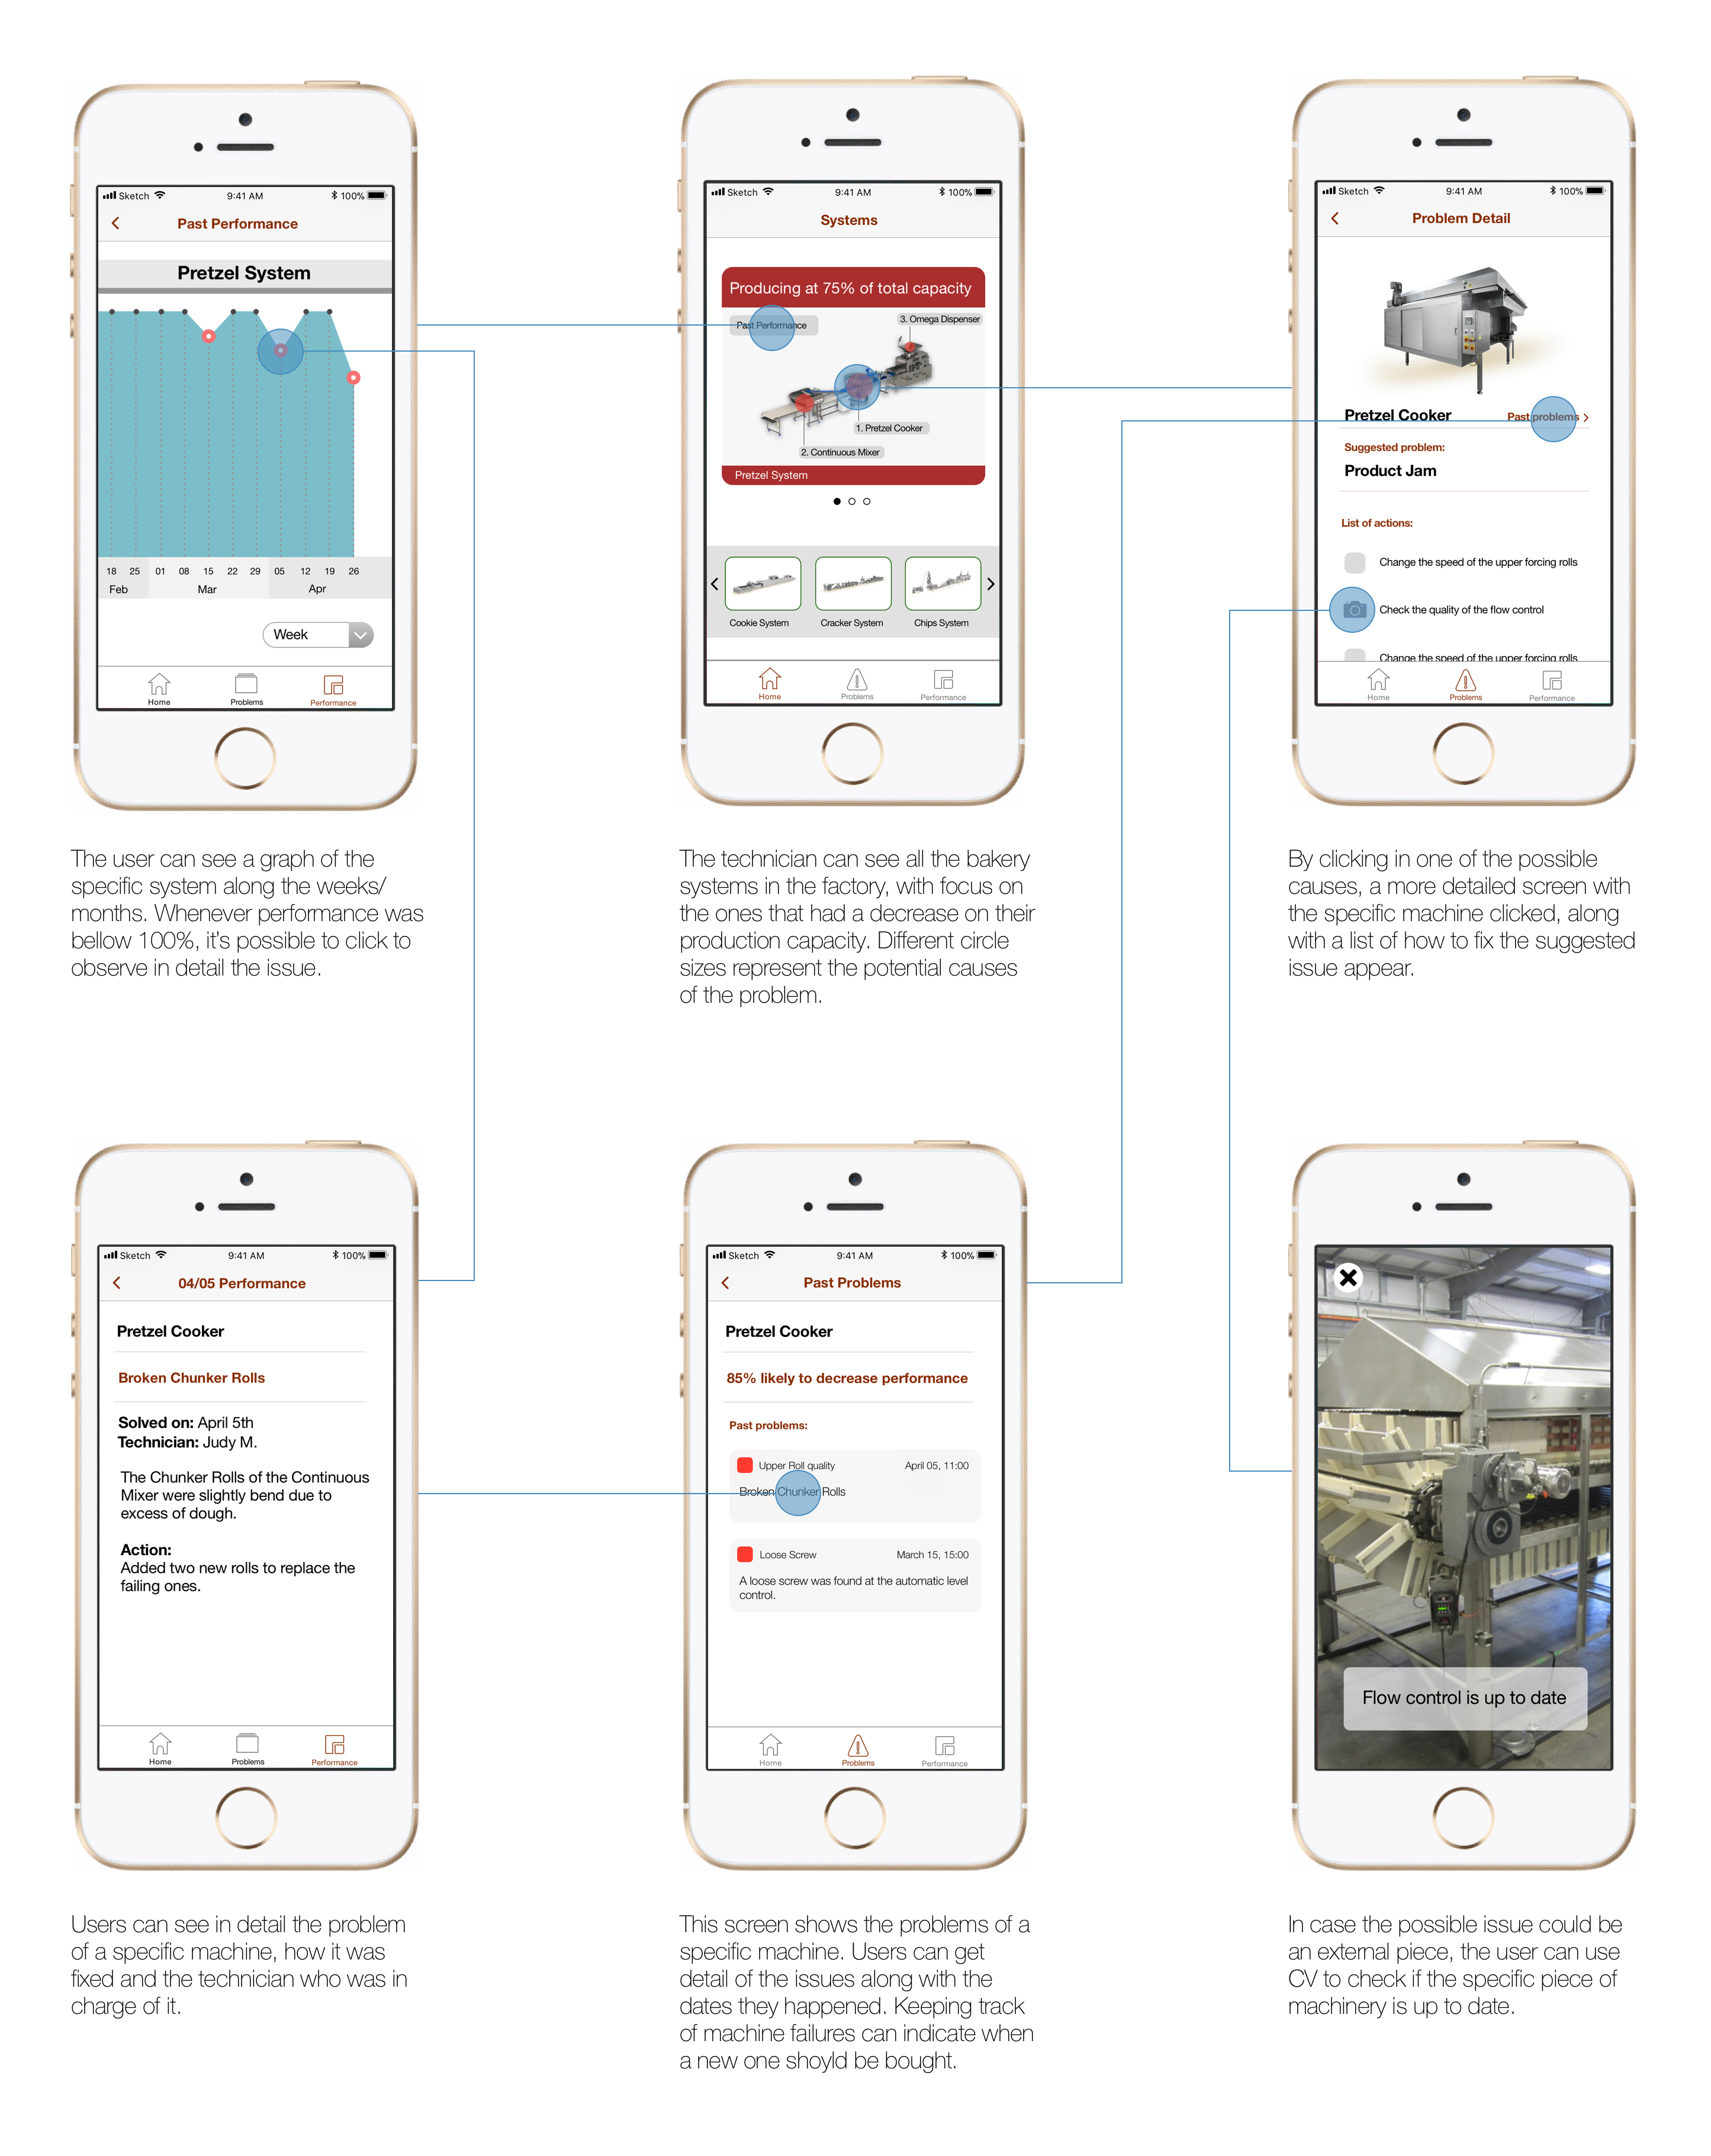 Sketch 9:41 AM 100%
Past Performance
Pretzel System
18 25 01 08 15 22 29 05 12 19 26
Feb Mar Apr
Week
Home Problems Performance
The user can see a graph of the
specific system along the weeks/
months. Whenever performance was
bellow 100%, it's possible to click to
observe in detail the issue.
Sketch 9:41 AM 100%
Systems
Producing at 75% of total capacity
Past Performance
3. Omega Dispenser
1. Pretzel Cooker
2. Continuous Mixer
Pretzel System
Cookie System Cracker System Chips System
Home Problems Performance
The technician can see all the bakery
systems in the factory, with focus on
the ones that had a decrease on their
production capacity. Different circle
sizes represent the potential causes
of the problem.
Sketch 9:41 AM 100%
Problem Detail
Pretzel Cooker Past problems
Suggested problem:
Product Jam
List of actions:
Change the speed of the upper forcing rolls
Check the quality of the flow control
Change the speed of the upper forcing rolls
Home Problems Performance
By clicking in one of the possible
causes, a more detailed screen with
the specific machine clicked, along
with a list of how to fix the suggested
issue appear.
Sketch 9:41 AM 100%
04/05 Performance
Pretzel Cooker
Broken Chunker Rolls
Solved on: April 5th
Technician: Judy M.
The Chunker Rolls of the Continuous
Mixer were slightly bend due to
excess of dough.
Action:
Added two new rolls to replace the
failing ones.
Home Problems Performance
Users can see in detail the problem
of a specific machine, how it was
fixed and the technician who was in
charge of it.
Sketch 9:41 AM 100%
Past Problems
Pretzel Cooker
85% likely to decrease performance
Past problems:
Upper Roll quality April 05, 11:00
Broken Chunker Rolls
Loose Screw March 15, 15:00
A loose screw was found at the automatic level
control.
Home Problems Performance
This screen shows the problems of a
specific machine. Users can get
detail of the issues along with the
dates they happened. Keeping track
of machine failures can indicate when
a new one shoyld be bought.
Flow control is up to date
In case the possible issue could be
an external piece, the user can use
CV to check if the specific piece of
machinery is up to date.